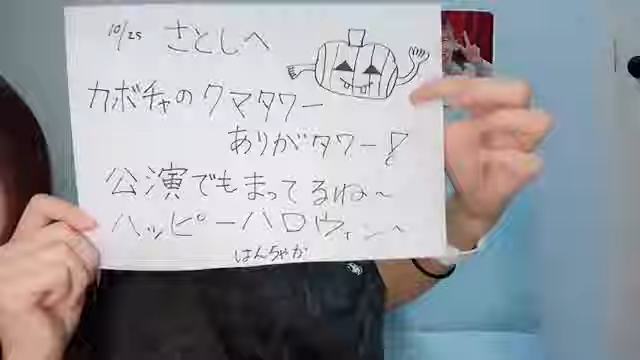 10/25 さとしへ
カボチャのクマタワー
ありがタワー!
公演でもまってるね〜
ハッピーハロウィン〜
はんちゃか